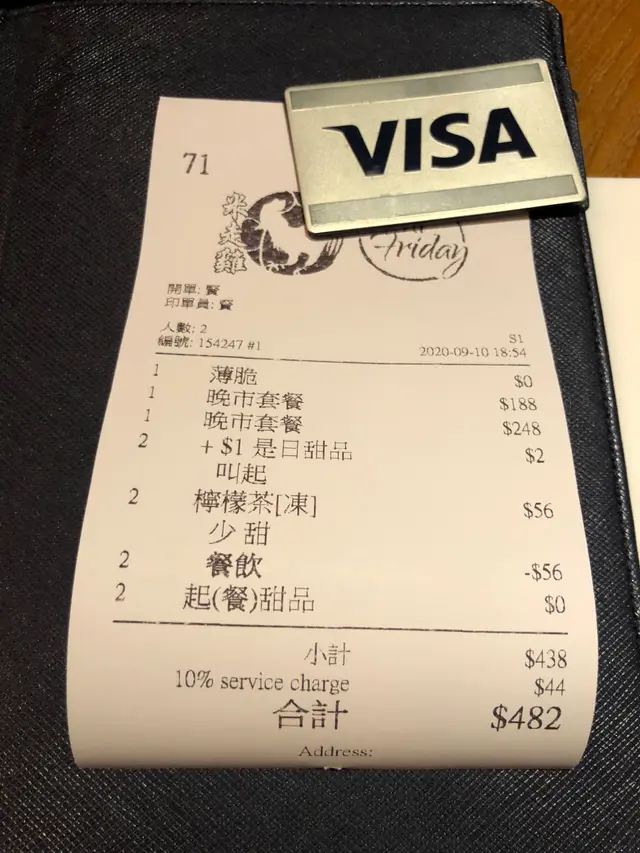 VISA
71
米走雞
Friday
開單: 餐
印單員: 餐
人數: 2
編號: 154247 #1
S1
2020-09-10 18:54
1 薄脆 $0
1 晚市套餐 $188
1 晚市套餐 $248
2 + $1 是日甜品 $2
叫起
2 檸檬茶[凍] $56
少 甜
2 餐飲 -$56
2 起(餐)甜品 $0
小計 $438
10% service charge $44
合計 $482
Address: